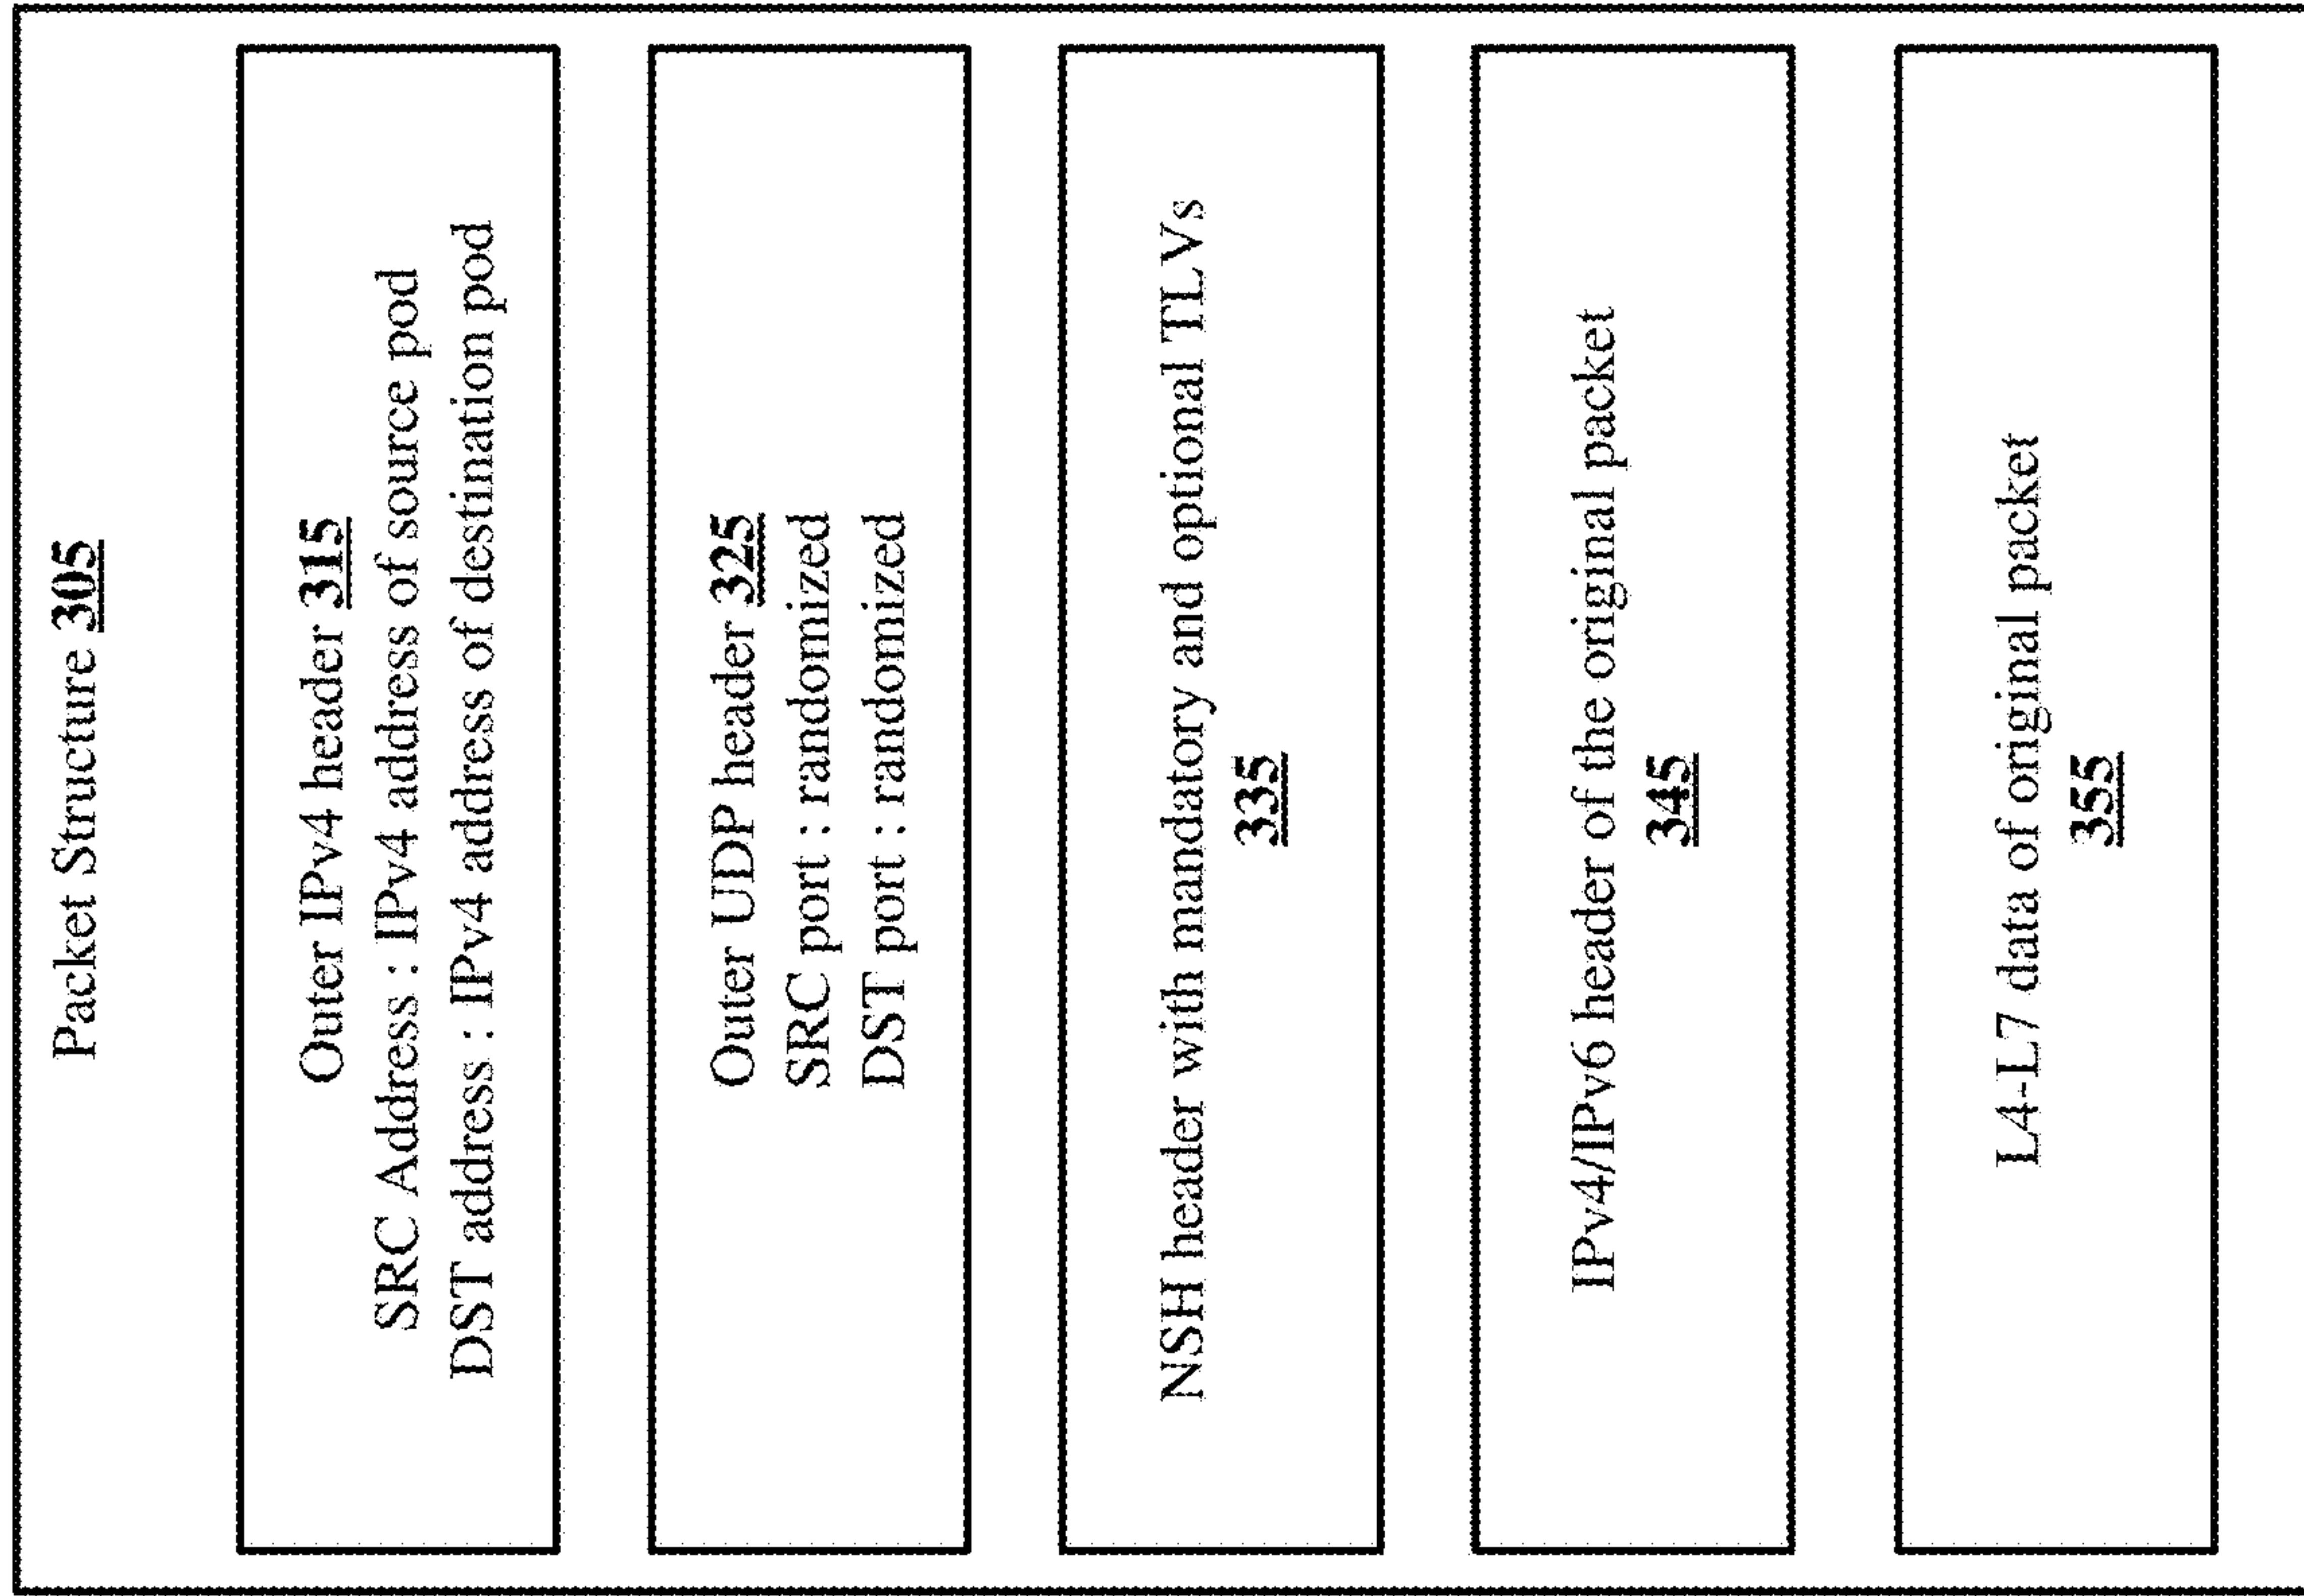 Packet Structure 305
Outer IPv4 header 315
SRC Address : IPv4 address of source pod
DST address : IPv4 address of destination pod
Outer UDP header 325
SRC port : randomized
DST port : randomized
NSH header with mandatory and optional TLVs
335
IPv4/IPv6 header of the original packet
345
L4-L7 data of original packet
355